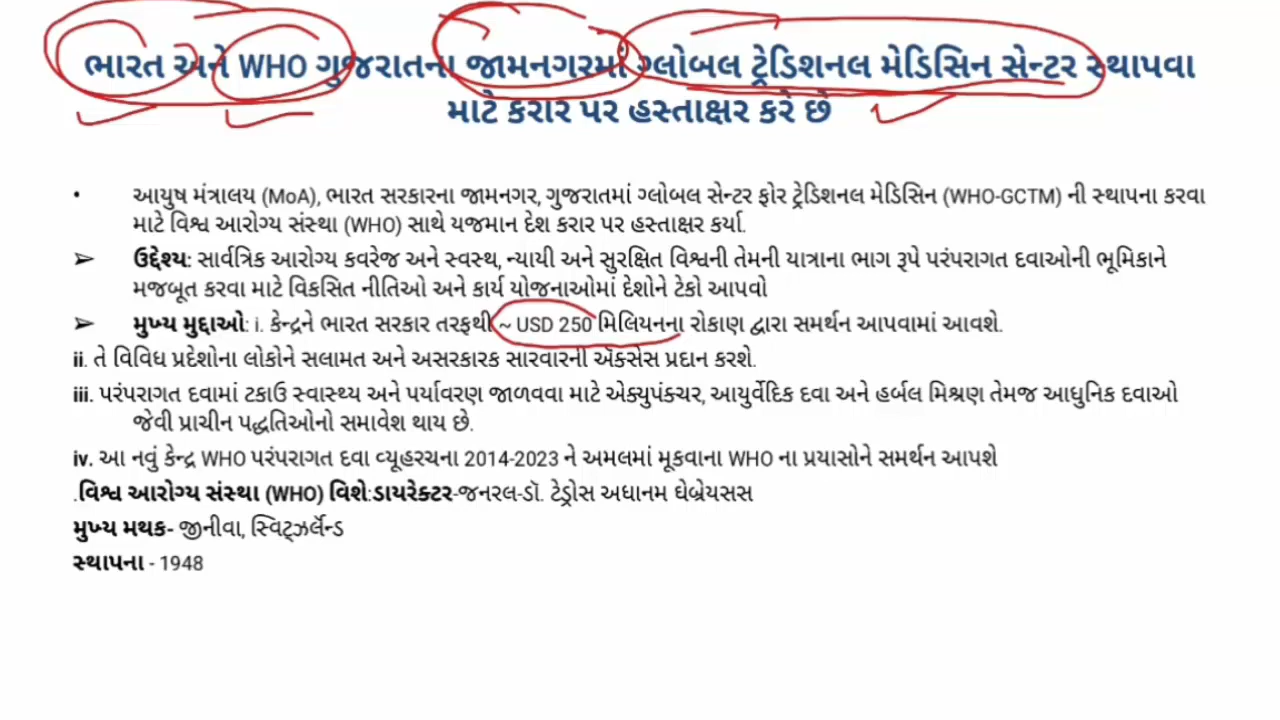 ભારત અને WHO ગુજરાતના જામનગરમાં ગ્લોબલ ટ્રેડિશનલ મેડિસિન સેન્ટર સ્થાપવા
માટે કરાર પર હસ્તાક્ષર કરે છે
• આયુષ મંત્રાલય (MoA), ભારત સરકારના જામનગર, ગુજરાતમાં ગ્લોબલ સેન્ટર ફોર ટ્રેડિશનલ મેડિસિન (WHO-GCTM) ની સ્થાપના કરવા
માટે વિશ્વ આરોગ્ય સંસ્થા (WHO) સાથે યજમાન દેશ કરાર પર હસ્તાક્ષર કર્યા.
➢ ઉદ્દેશ્ય: સાર્વત્રિક આરોગ્ય કવરેજ અને સ્વસ્થ, ન્યાયી અને સુરક્ષિત વિશ્વની તેમની યાત્રાના ભાગ રૂપે પરંપરાગત દવાઓની ભૂમિકાને
મજબૂત કરવા માટે વિકસિત નીતિઓ અને કાર્ય યોજનાઓમાં દેશોને ટેકો આપવો
➢ મુખ્ય મુદ્દાઓ: i. કેન્દ્રને ભારત સરકાર તરફથી ~ USD 250 મિલિયનના રોકાણ દ્વારા સમર્થન આપવામાં આવશે.
ii. તે વિવિધ પ્રદેશોના લોકોને સલામત અને અસરકારક સારવારની ઍક્સેસ પ્રદાન કરશે.
iii. પરંપરાગત દવામાં ટકાઉ સ્વાસ્થ્ય અને પર્યાવરણ જાળવવા માટે એક્યુપંક્ચર, આયુર્વેદિક દવા અને હર્બલ મિશ્રણ તેમજ આધુનિક દવાઓ
જેવી પ્રાચીન પદ્ધતિઓનો સમાવેશ થાય છે.
iv. આ નવું કેન્દ્ર WHO પરંપરાગત દવા વ્યૂહરચના 2014-2023 ને અમલમાં મૂકવાના WHO ના પ્રયાસોને સમર્થન આપશે
.વિશ્વ આરોગ્ય સંસ્થા (WHO) વિશે:ડાયરેક્ટર-જનરલ-ડૉ. ટેડ્રોસ અધાનમ ઘેબ્રેયસસ
મુખ્ય મથક- જીનીવા, સ્વિટ્ઝર્લૅન્ડ
સ્થાપના - 1948